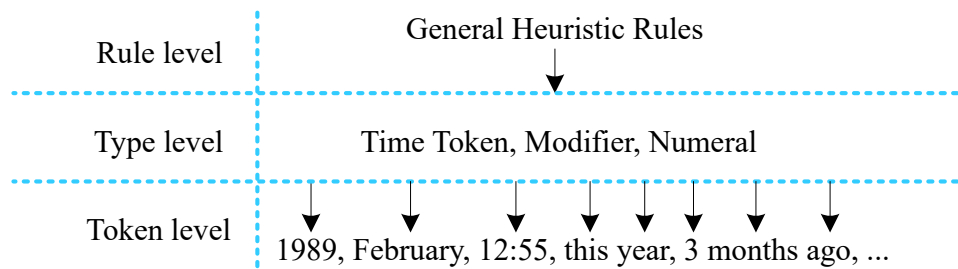 General Heuristic Rules
Rule level
Type level
Time Token, Modifier, Numeral
Token level
1989, February, 12:55, this year, 3 months ago, ...